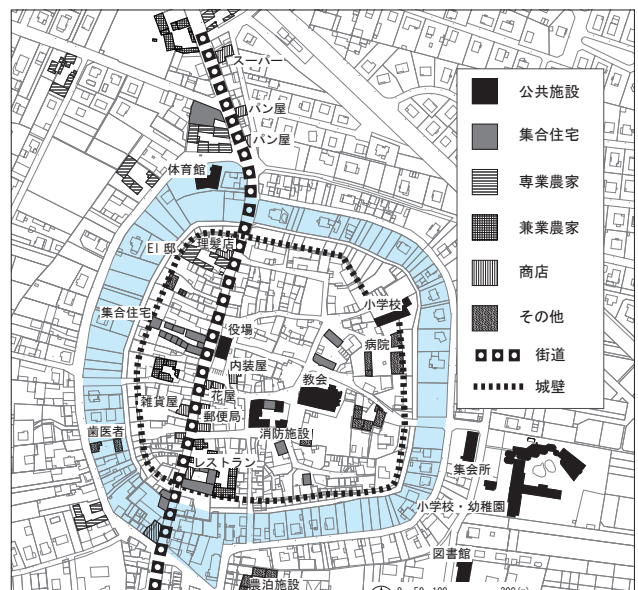 スーパー
パン屋
パン屋
体育館
EI 邸
理髪店
集合住宅
役場
内装屋
小学校
病院
教会
雑貨屋
花屋
郵便局
消防施設
歯医者
レストラン
集会所
小学校・幼稚園
図書館
農泊施設
公共施設
集合住宅
専業農家
兼業農家
商店
その他
街道
城壁
0 50 100 200(m)